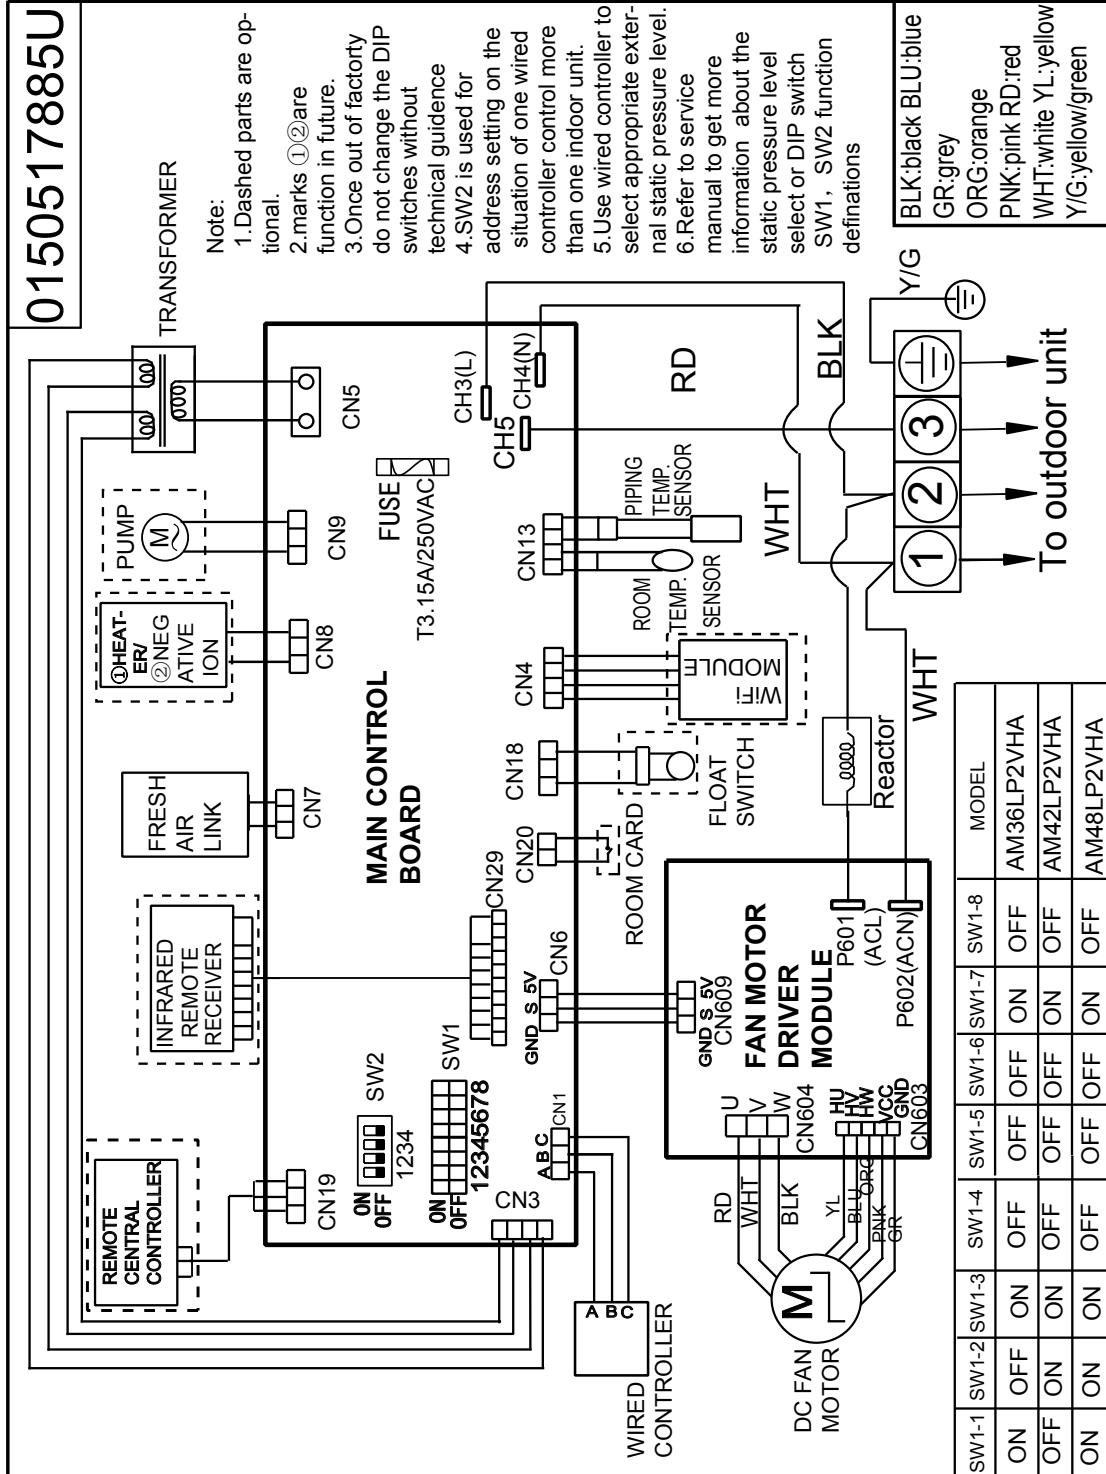 0150517885U
TRANSFORMER
Note:
1.Dashed parts are op-
tional.
2.marks ①②are
function in future.
3.Once out of factorty
do not change the DIP
switches without
technical guidence
4.SW2 is used for
address setting on the
situation of one wired
controller control more
than one indoor unit.
5.Use wired controller to
select appropriate exter-
nal static pressure level.
6.Refer to service
manual to get more
information about the
static pressure level
select or DIP switch
SW1, SW2 function
definations
BLK:black BLU:blue
GR:grey
ORG:orange
PNK:pink RD:red
WHT:white YL:yellow
Y/G:yellow/green
REMOTE
CENTRAL
CONTROLLER
INFRARED
REMOTE
RECEIVER
FRESH
AIR
LINK
①HEAT-
ER/
②NEG
ATIVE
ION
PUMP
M
CN19
CN7
CN8
CN9
CN5
ON
OFF
1234
SW2
ON
OFF
12345678
SW1
MAIN CONTROL
BOARD
FUSE
T3.15A/250VAC
CH3(L)
CH4(N)
CH5
CN3
A B C
CN1
GND S 5V
CN6
CN29
CN20
CN18
CN4
CN13
ROOM CARD
FLOAT
SWITCH
WiFi
MODULE
ROOM
TEMP.
SENSOR
PIPING
TEMP.
SENSOR
RD
WHT
BLK
Y/G
A B C
WIRED
CONTROLLER
GND S 5V
CN609
FAN MOTOR
DRIVER
MODULE
P601
(ACL)
P602(ACN)
U
V
W
CN604
HU
HV
HW
VCC
GND
CN603
RD
WHT
BLK
YL
BLU
ORG
PNK
GR
M
DC FAN
MOTOR
Reactor
WHT
1
2
3
To outdoor unit
SW1-1 SW1-2 SW1-3 SW1-4 SW1-5 SW1-6 SW1-7 SW1-8 MODEL
ON OFF ON OFF OFF OFF ON OFF AM36LP2VHA
OFF ON ON OFF OFF OFF ON OFF AM42LP2VHA
ON ON ON OFF OFF OFF ON OFF AM48LP2VHA